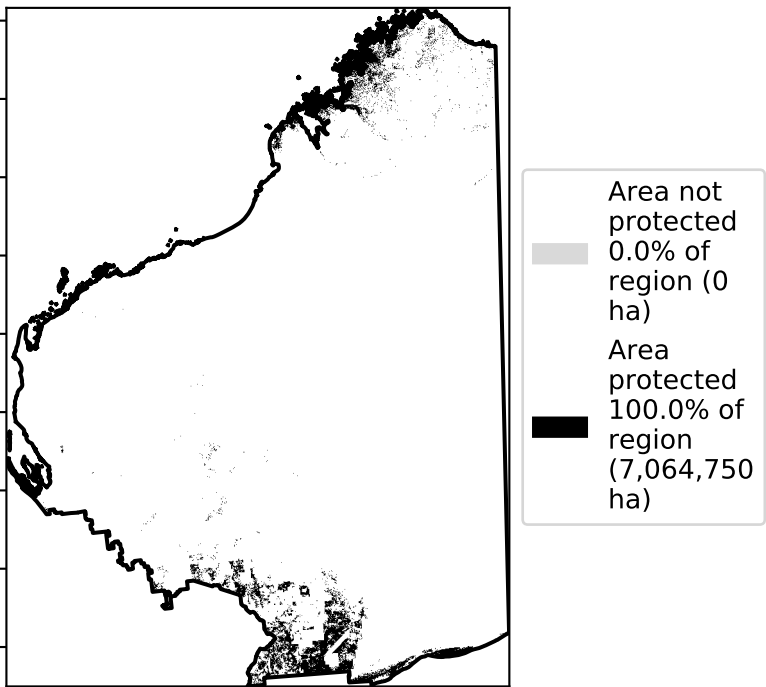 Area not
protected
0.0% of
region (0
ha)
Area
protected
100.0% of
region
(7,064,750
ha)